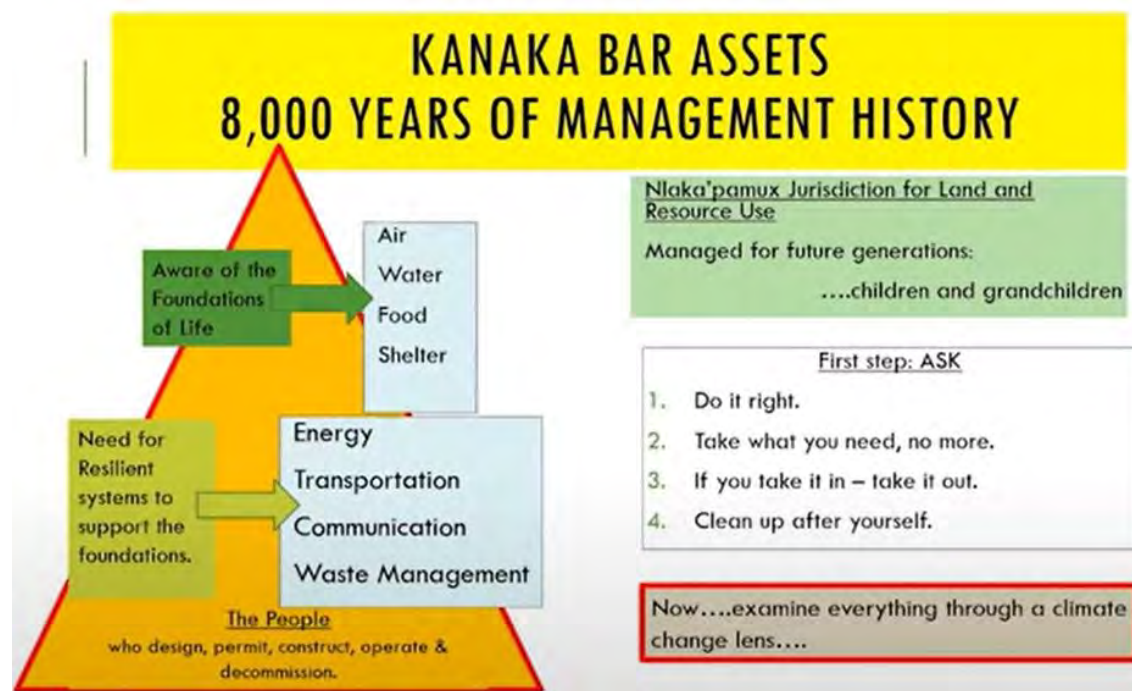 KANAKA BAR ASSETS
8,000 YEARS OF MANAGEMENT HISTORY
Aware of the
Foundations
of Life
Air
Water
Food
Shelter
Need for
Resilient
systems to
support the
foundations.
Energy
Transportation
Communication
Waste Management
The People
who design, permit, construct, operate &
decommission.
Nlaka'pamux Jurisdiction for Land and
Resource Use
Managed for future generations:
....children and grandchildren
First step: ASK
1. Do it right.
2. Take what you need, no more.
3. If you take it in – take it out.
4. Clean up after yourself.
Now....examine everything through a climate
change lens....